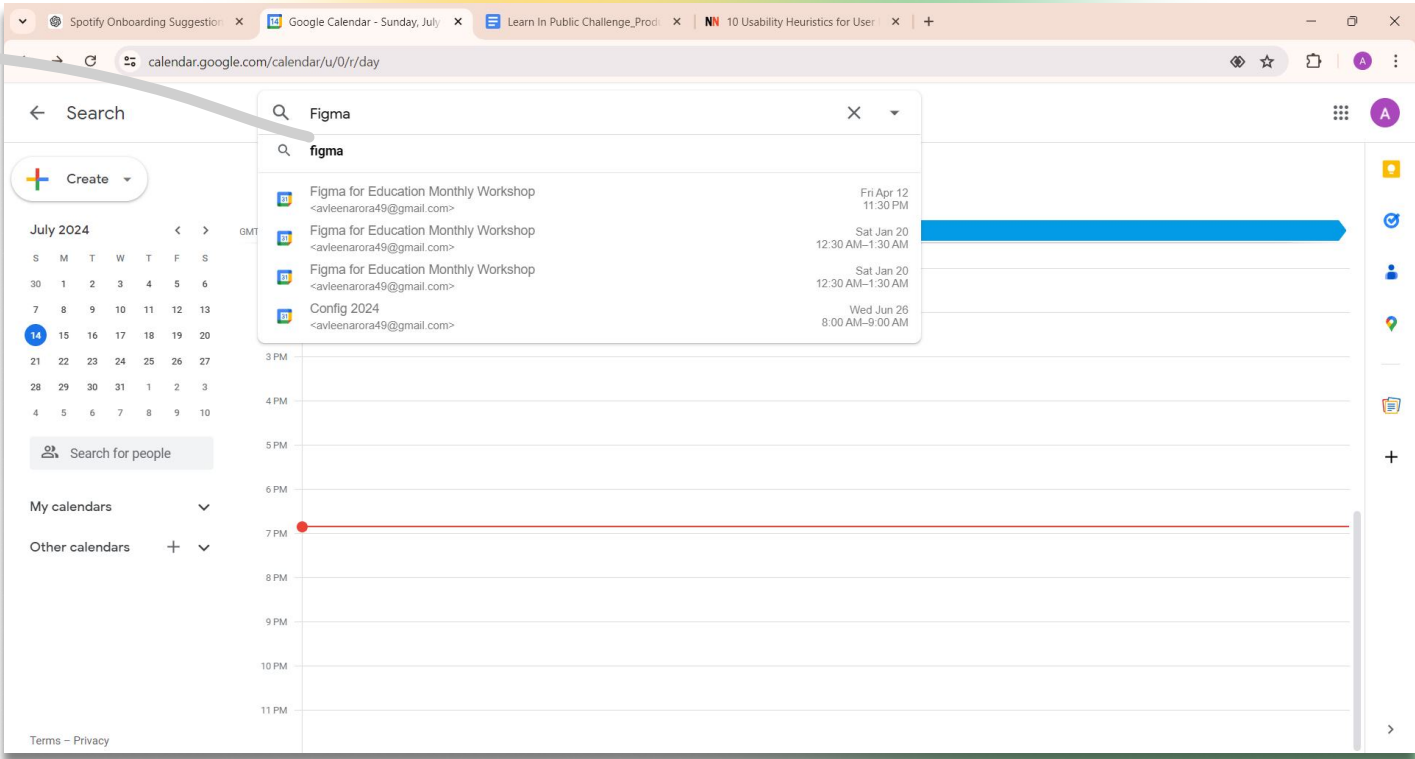 Spotify Onboarding Suggestion
Google Calendar - Sunday, July
Learn In Public Challenge_Prod
NN 10 Usability Heuristics for User
calendar.google.com/calendar/u/0/r/day
A
Search
Figma
A
figma
Create
Figma for Education Monthly Workshop
<avleenarora49@gmail.com>
Fri Apr 12
11:30 PM
Figma for Education Monthly Workshop
<avleenarora49@gmail.com>
Sat Jan 20
12:30 AM–1:30 AM
Figma for Education Monthly Workshop
<avleenarora49@gmail.com>
Sat Jan 20
12:30 AM–1:30 AM
Config 2024
<avleenarora49@gmail.com>
Wed Jun 26
8:00 AM–9:00 AM
July 2024
GMT
S M T W T F S
30 1 2 3 4 5 6
7 8 9 10 11 12 13
14 15 16 17 18 19 20
21 22 23 24 25 26 27
28 29 30 31 1 2 3
4 5 6 7 8 9 10
Search for people
My calendars
Other calendars
3 PM
4 PM
5 PM
6 PM
7 PM
8 PM
9 PM
10 PM
11 PM
Terms – Privacy